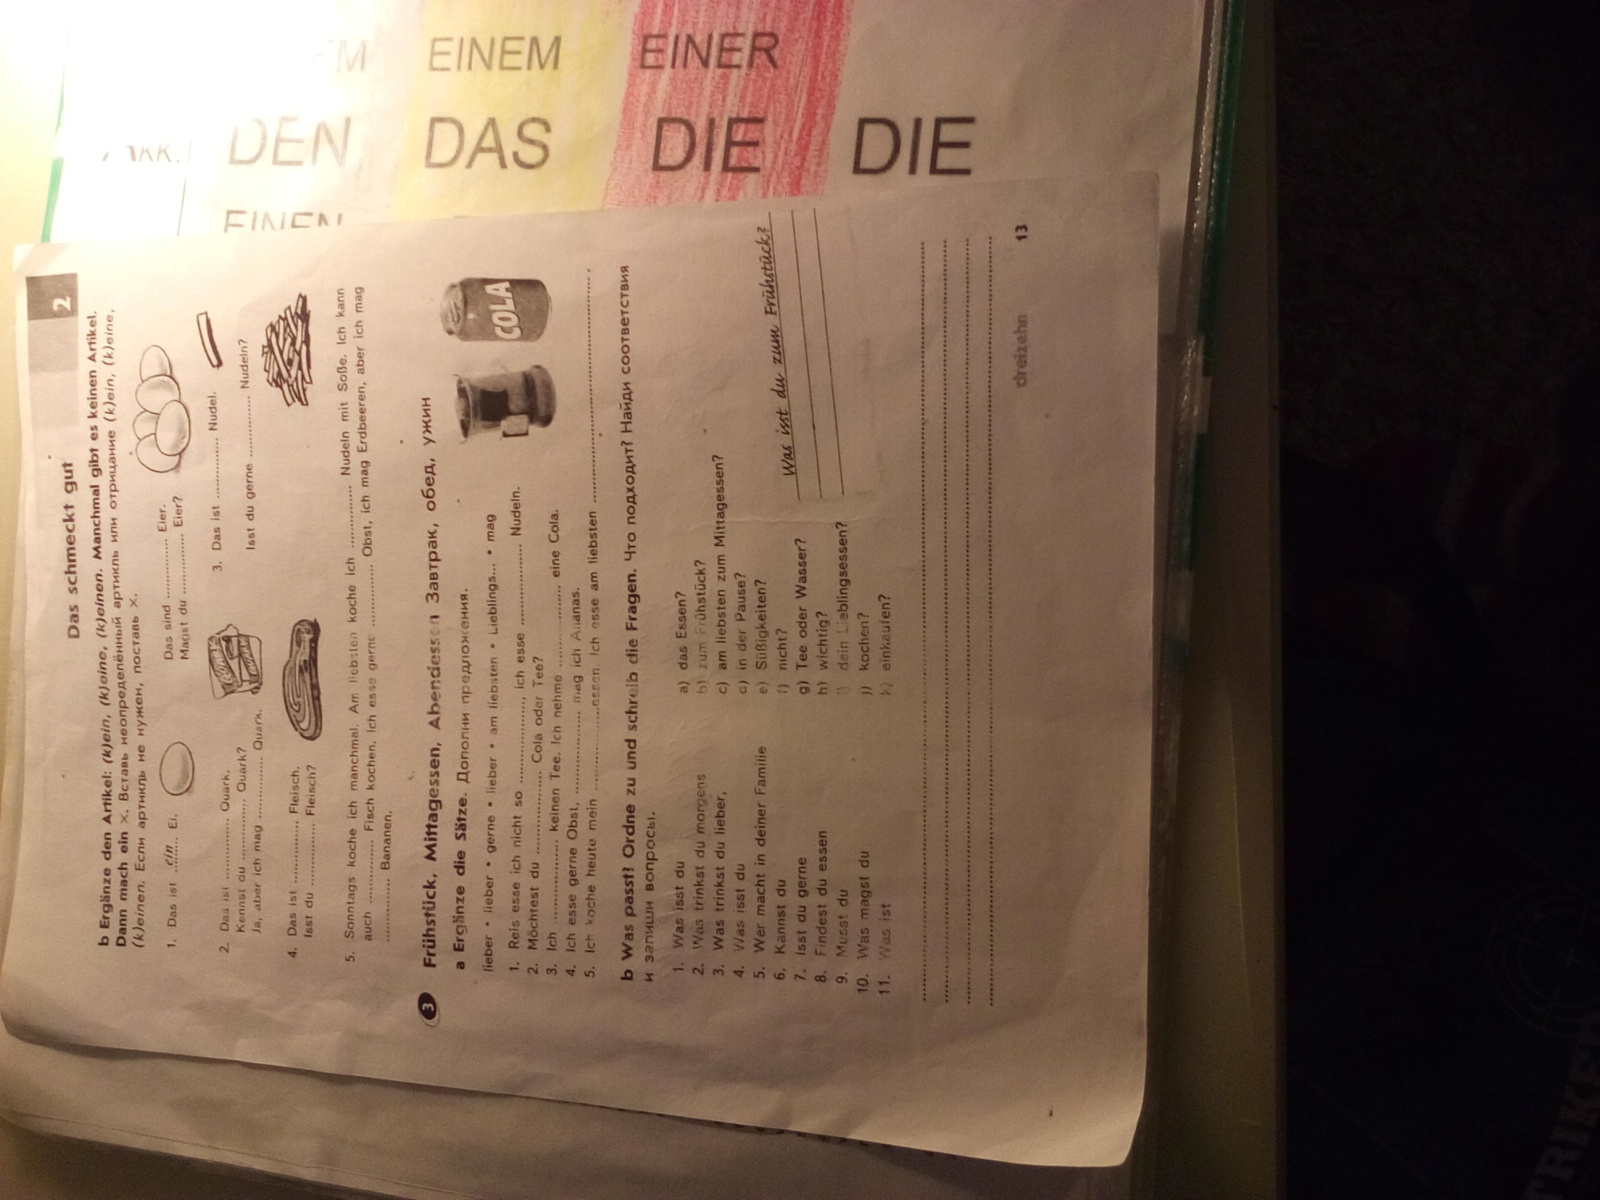 Das schmeckt gut
2
b Ergänze den Artikel: (k)ein, (k)eine, (k)einen. Manchmal gibt es keinen Artikel.
Dann mach ein x. Вставь неопределённый артикль или отрицание (k)ein, (k)eine,
(k)einen. Если артикль не нужен, поставь x.
1. Das ist ...ein... Ei.
Das sind ............ Eier.
Magst du ............ Eier?
2. Das ist ............ Quark.
Kennst du ............ Quark?
Ja, aber ich mag ............ Quark.
3. Das ist ............ Nudel.
Isst du gerne ............ Nudeln?
4. Das ist ............ Fleisch.
Isst du ............ Fleisch?
5. Sonntags koche ich manchmal. Am liebsten koche ich ............ Nudeln mit Soße. Ich kann
auch ............ Fisch kochen. Ich esse gerne ............ Obst, ich mag Erdbeeren, aber ich mag
............ Bananen.
3 Frühstück, Mittagessen, Abendessen Завтрак, обед, ужин
a Ergänze die Sätze. Дополни предложения.
lieber • lieber • gerne • lieber • am liebsten • Lieblings... • mag
1. Reis esse ich nicht so ............, ich esse ............ Nudeln.
2. Möchtest du ............ Cola oder Tee?
3. Ich ............ keinen Tee. Ich nehme ............ eine Cola.
4. Ich esse gerne Obst, ............ mag ich Ananas.
5. Ich koche heute mein ............essen. Ich esse am liebsten ............ .
COLA
b Was passt? Ordne zu und schreib die Fragen. Что подходит? Найди соответствия
и запиши вопросы.
1. Was isst du
2. Was trinkst du morgens
3. Was trinkst du lieber,
4. Was isst du
5. Wer macht in deiner Familie
6. Kannst du
7. Isst du gerne
8. Findest du essen
9. Musst du
10. Was magst du
11. Was ist
a) das Essen?
b) zum Frühstück?
c) am liebsten zum Mittagessen?
d) in der Pause?
e) Süßigkeiten?
f) nicht?
g) Tee oder Wasser?
h) wichtig?
i) dein Lieblingsessen?
j) kochen?
k) einkaufen?
Was isst du zum Frühstück?
dreizehn 13
EINEM EINER
AKK. DEN DAS DIE DIE
EINEN